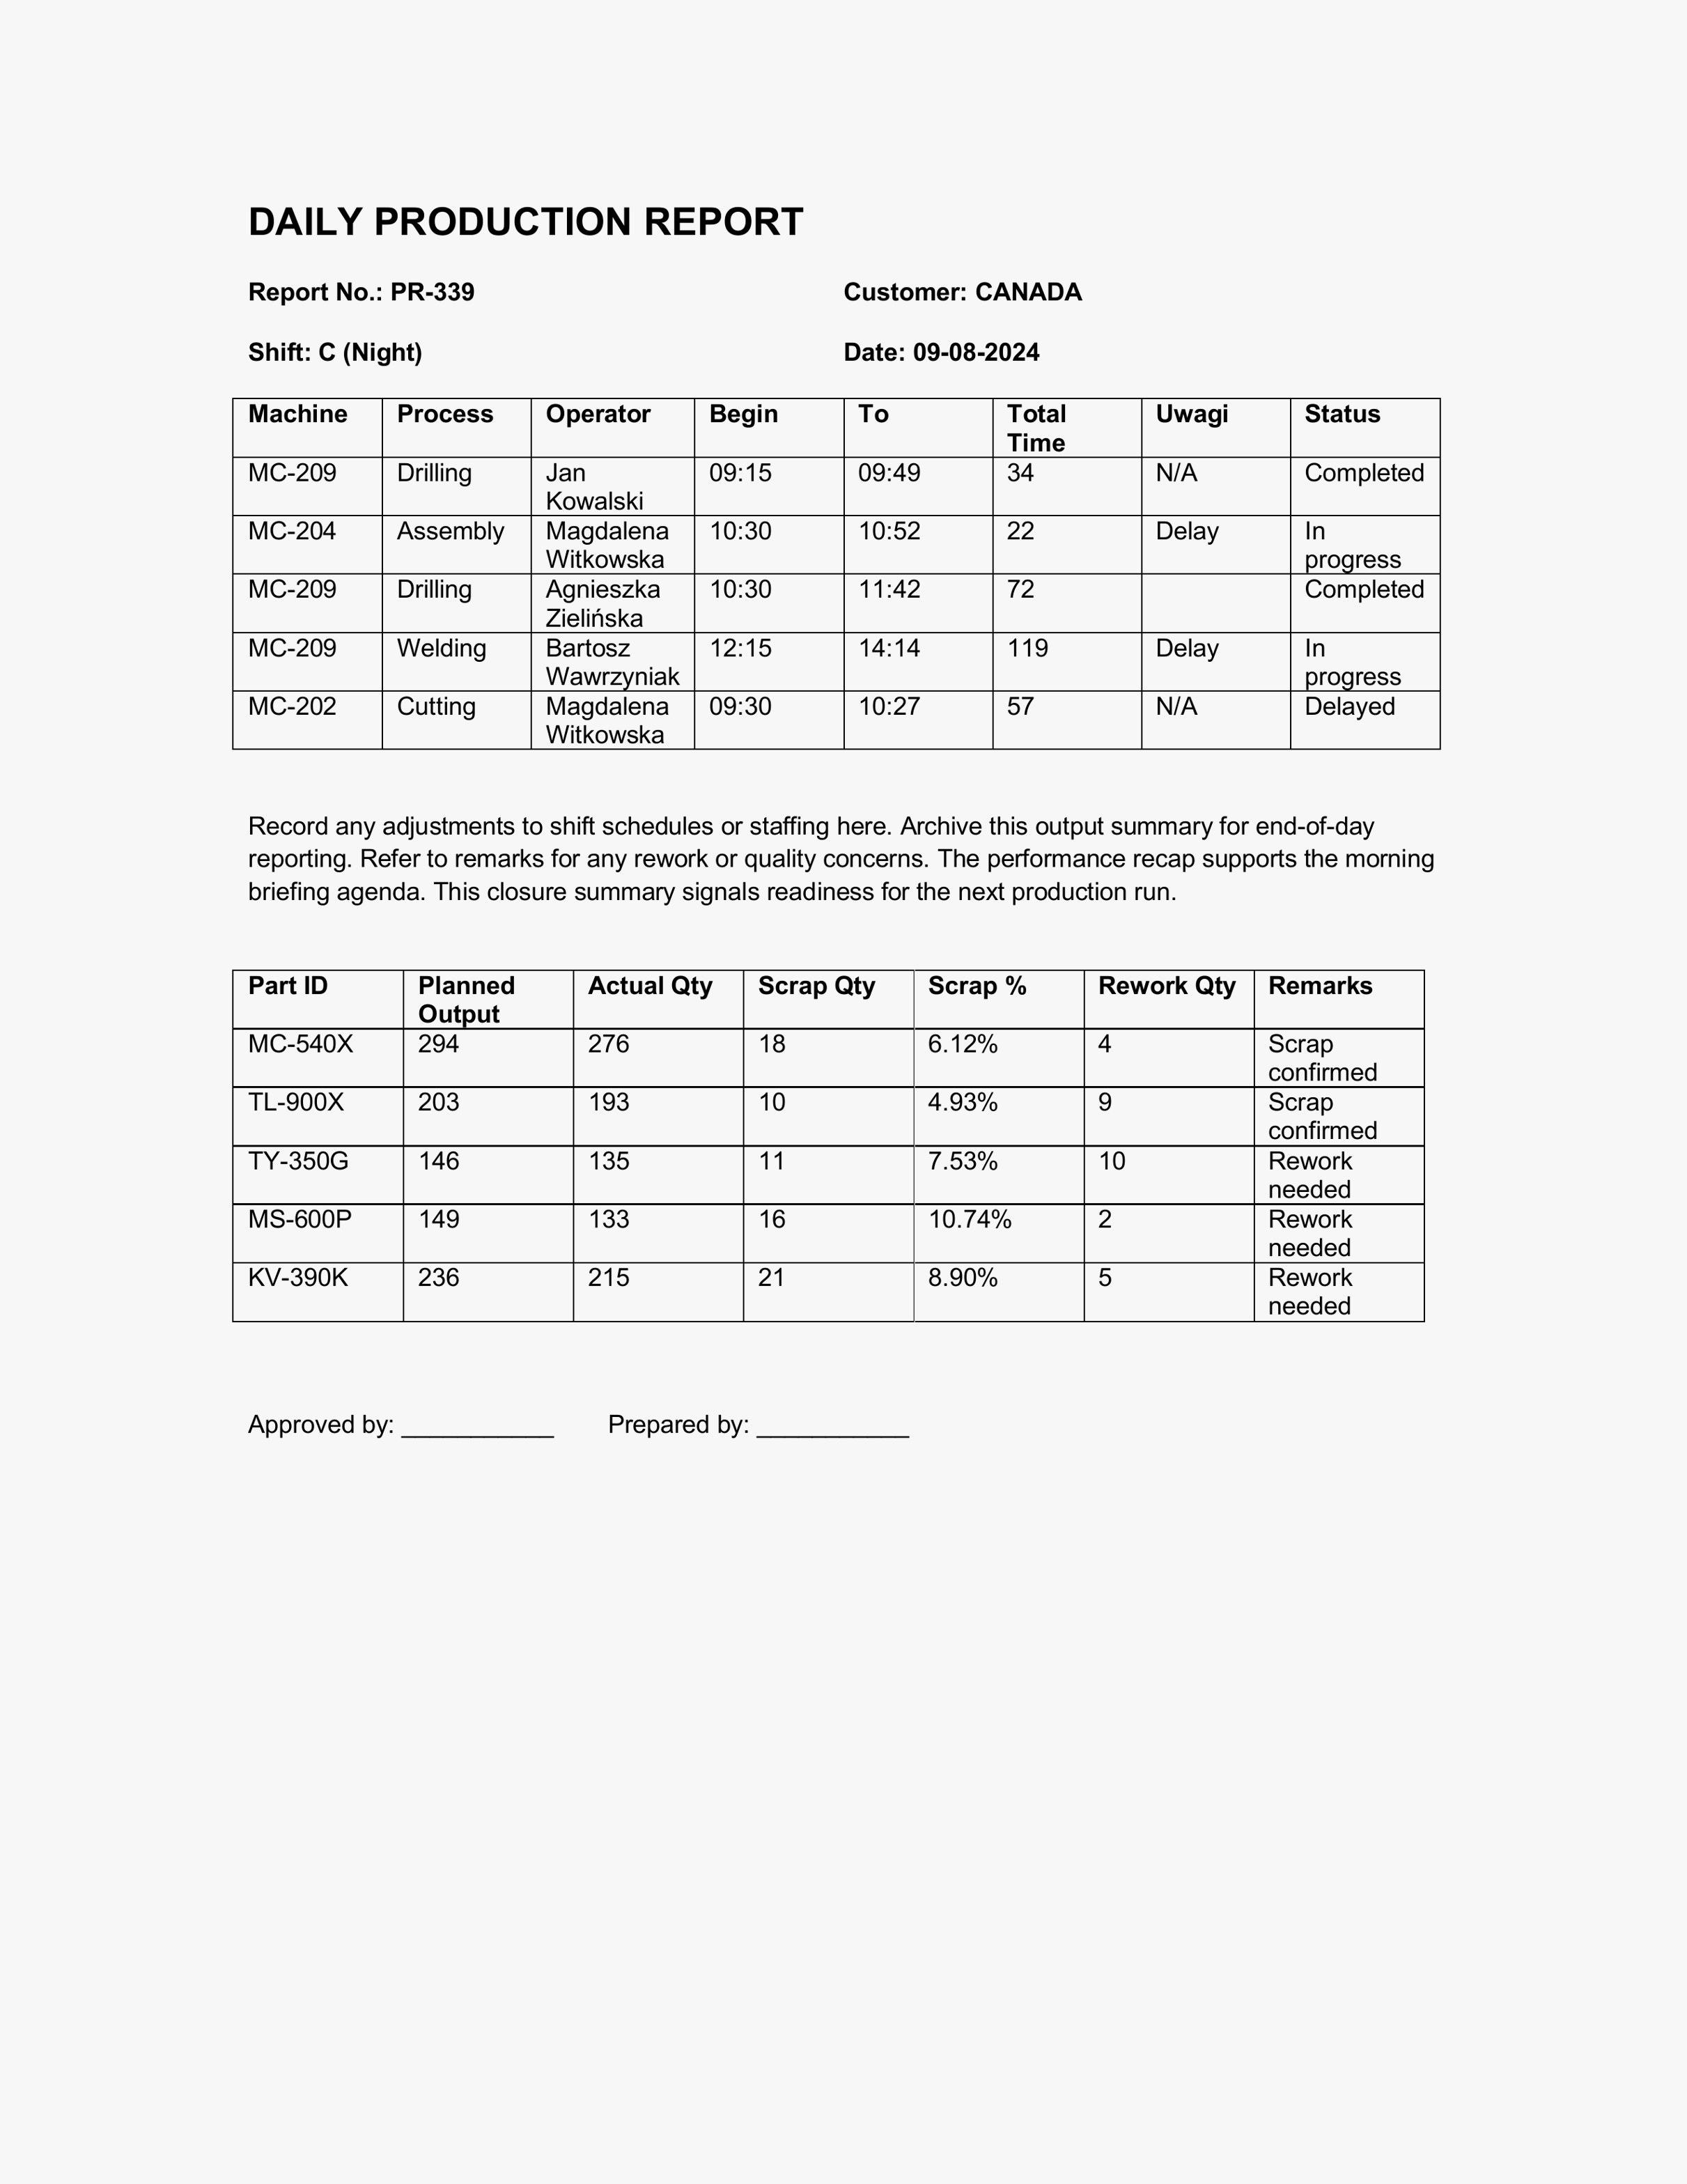 DAILY PRODUCTION REPORT
Report No.: PR-339 Customer: CANADA
Shift: C (Night) Date: 09-08-2024
Machine Process Operator Begin To Total Time Uwagi Status
MC-209 Drilling Jan Kowalski 09:15 09:49 34 N/A Completed
MC-204 Assembly Magdalena Witkowska 10:30 10:52 22 Delay In progress
MC-209 Drilling Agnieszka Zielińska 10:30 11:42 72 Completed
MC-209 Welding Bartosz Wawrzyniak 12:15 14:14 119 Delay In progress
MC-202 Cutting Magdalena Witkowska 09:30 10:27 57 N/A Delayed
Record any adjustments to shift schedules or staffing here. Archive this output summary for end-of-day
reporting. Refer to remarks for any rework or quality concerns. The performance recap supports the morning
briefing agenda. This closure summary signals readiness for the next production run.
Part ID Planned Output Actual Qty Scrap Qty Scrap % Rework Qty Remarks
MC-540X 294 276 18 6.12% 4 Scrap confirmed
TL-900X 203 193 10 4.93% 9 Scrap confirmed
TY-350G 146 135 11 7.53% 10 Rework needed
MS-600P 149 133 16 10.74% 2 Rework needed
KV-390K 236 215 21 8.90% 5 Rework needed
Approved by: ___________ Prepared by: ___________